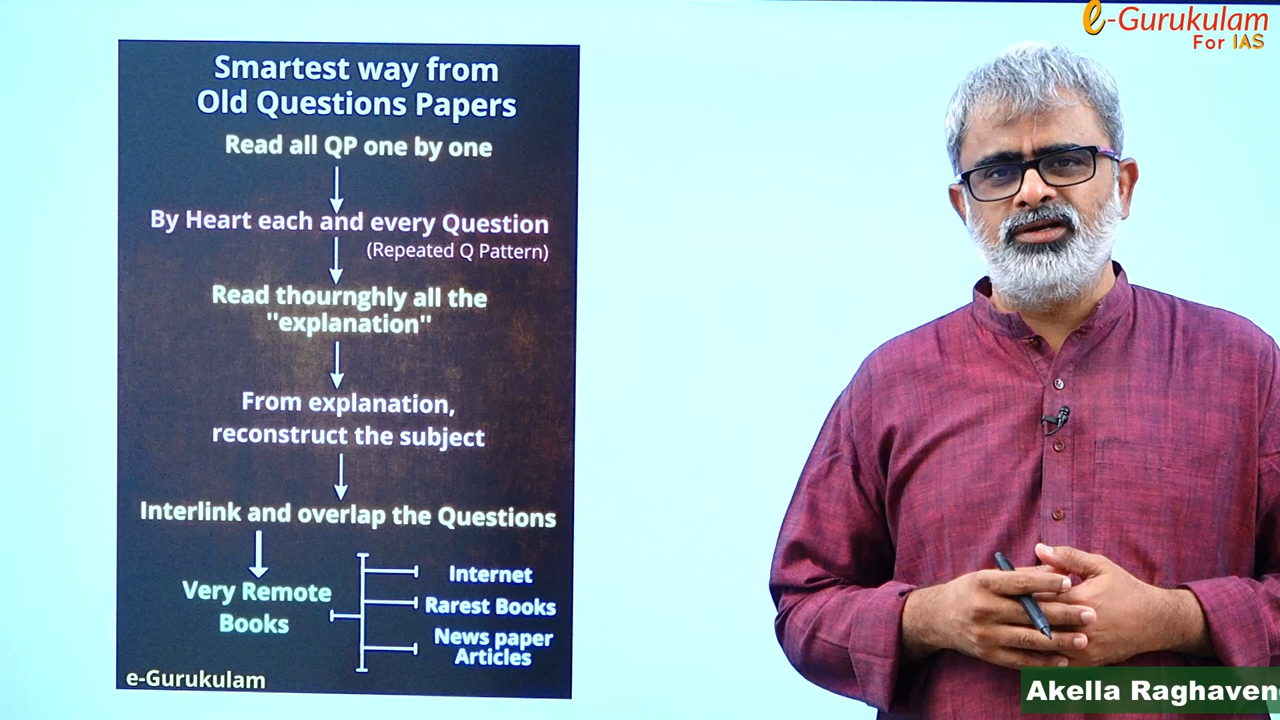 e-Gurukulam
For IAS
Smartest way from
Old Questions Papers
Read all QP one by one
By Heart each and every Question
(Repeated Q Pattern)
Read thournghly all the
"explanation"
From explanation,
reconstruct the subject
Interlink and overlap the Questions
Very Remote
Books
Internet
Rarest Books
News paper
Articles
e-Gurukulam
Akella Raghaven